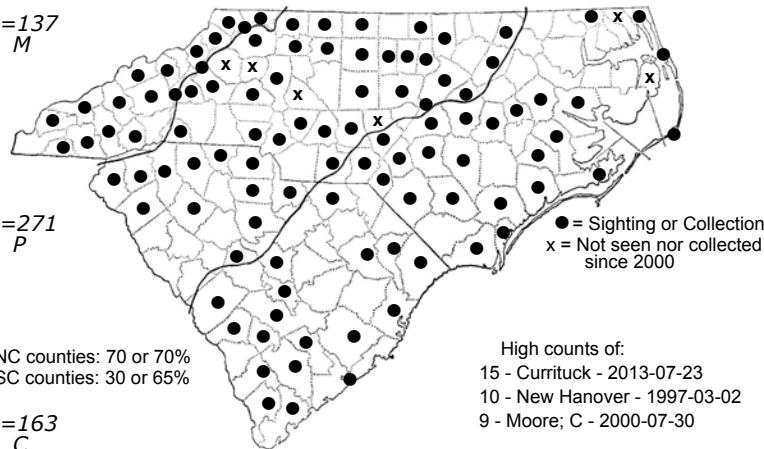 =137
M
=271
P
=163
C
x
x
x
x
x
x
● = Sighting or Collection
x = Not seen nor collected
since 2000
NC counties: 70 or 70%
SC counties: 30 or 65%
High counts of:
15 - Currituck - 2013-07-23
10 - New Hanover - 1997-03-02
9 - Moore; C - 2000-07-30